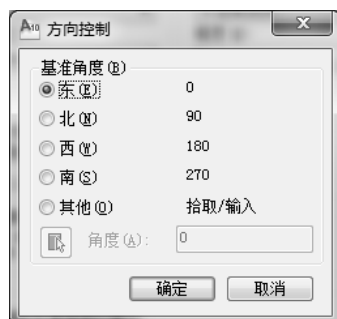 A10 方向控制 X
基准角度(B)
东(E) 0
北(N) 90
西(W) 180
南(S) 270
其他(O) 拾取/输入
角度(A): 0
确定 取消